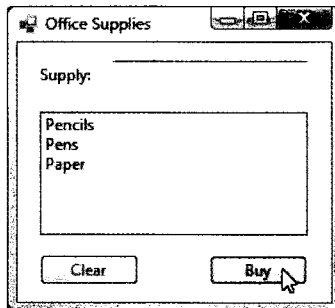 Office Supplies
Supply:
Pencils
Pens
Paper
Clear
Buy